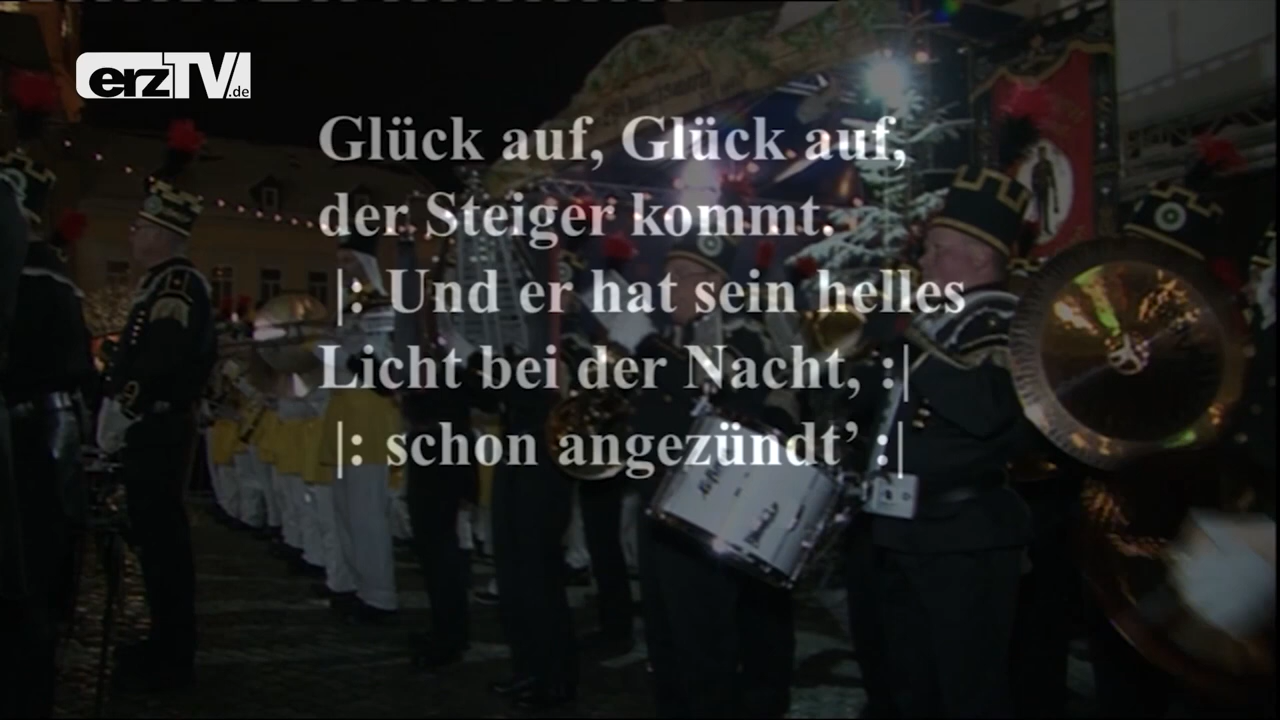 erzTV.de
Glück auf, Glück auf,
der Steiger kommt.
|: Und er hat sein helles
Licht bei der Nacht, :|
|: schon angezündt’ :|